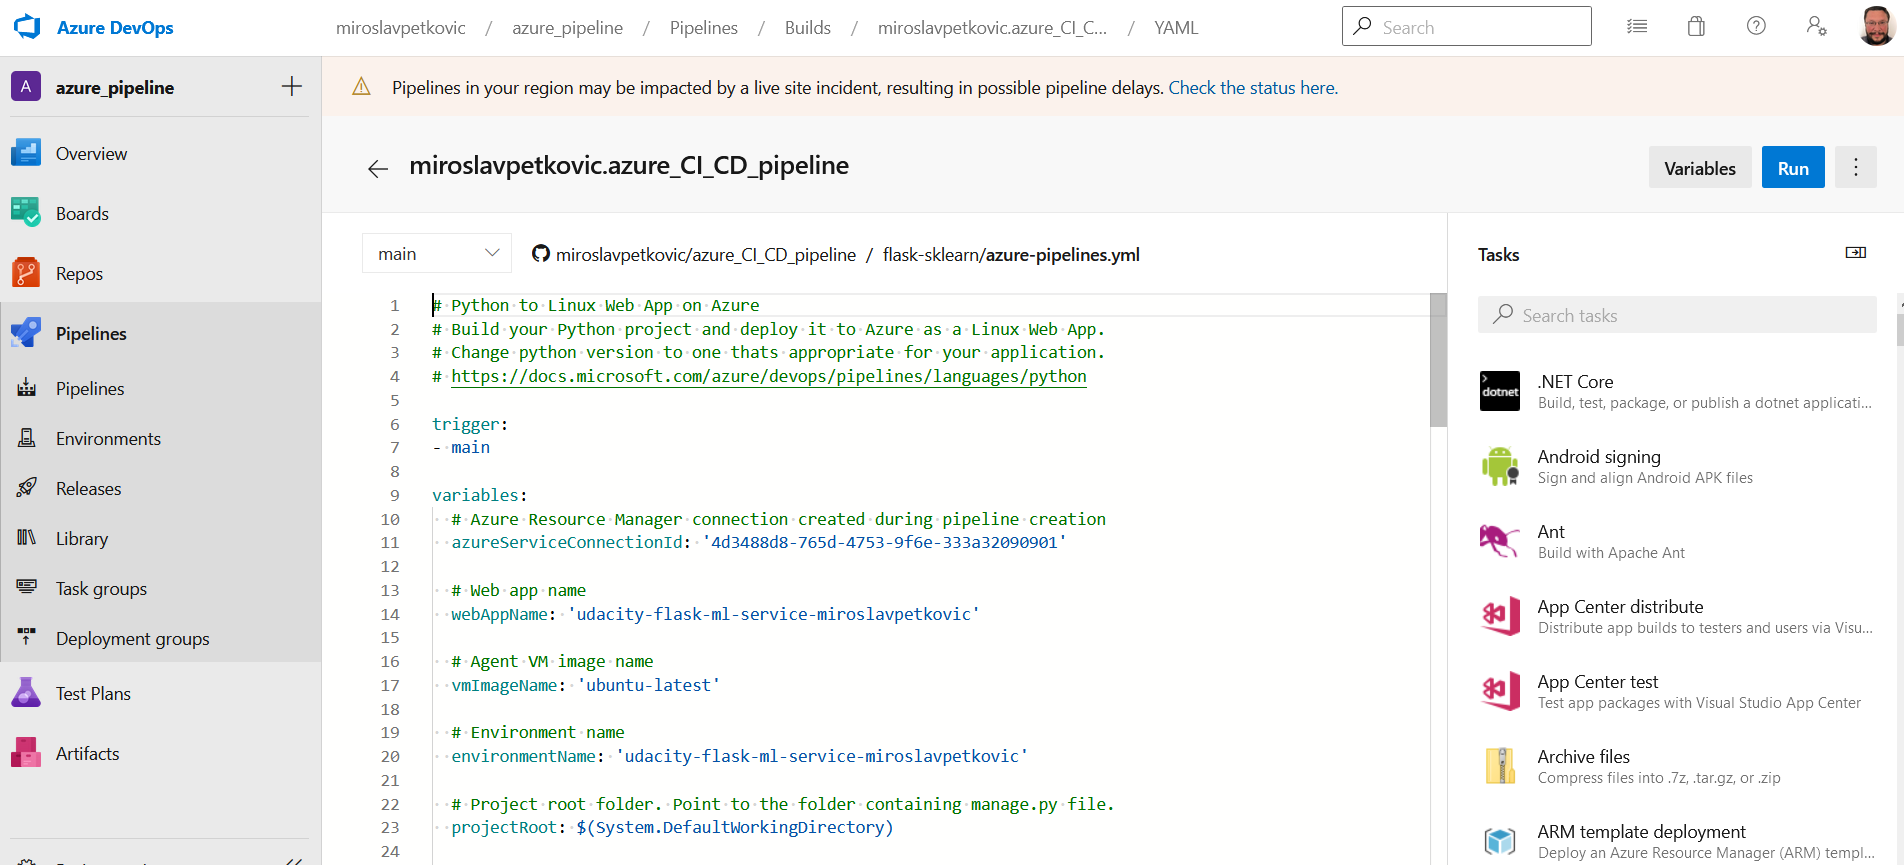 Azure DevOps
miroslavpetkovic / azure_pipeline / Pipelines / Builds / miroslavpetkovic.azure_CI_C... / YAML
Search
A azure_pipeline
Overview
Boards
Repos
Pipelines
Pipelines
Environments
Releases
Library
Task groups
Deployment groups
Test Plans
Artifacts
Pipelines in your region may be impacted by a live site incident, resulting in possible pipeline delays. Check the status here.
miroslavpetkovic.azure_CI_CD_pipeline
Variables
Run
main
miroslavpetkovic/azure_CI_CD_pipeline / flask-sklearn/azure-pipelines.yml
1 # Python to Linux Web App on Azure
2 # Build your Python project and deploy it to Azure as a Linux Web App.
3 # Change python version to one thats appropriate for your application.
4 # https://docs.microsoft.com/azure/devops/pipelines/languages/python
5
6 trigger:
7 - main
8
9 variables:
10 # Azure Resource Manager connection created during pipeline creation
11 azureServiceConnectionId: '4d3488d8-765d-4753-9f6e-333a32090901'
12
13 # Web app name
14 webAppName: 'udacity-flask-ml-service-miroslavpetkovic'
15
16 # Agent VM image name
17 vmImageName: 'ubuntu-latest'
18
19 # Environment name
20 environmentName: 'udacity-flask-ml-service-miroslavpetkovic'
21
22 # Project root folder. Point to the folder containing manage.py file.
23 projectRoot: $(System.DefaultWorkingDirectory)
24
Tasks
Search tasks
dotnet
.NET Core
Build, test, package, or publish a dotnet applicati...
Android signing
Sign and align Android APK files
Ant
Build with Apache Ant
App Center distribute
Distribute app builds to testers and users via Visu...
App Center test
Test app packages with Visual Studio App Center
Archive files
Compress files into .7z, .tar.gz, or .zip
ARM template deployment
Deploy an Azure Resource Manager (ARM) templ...